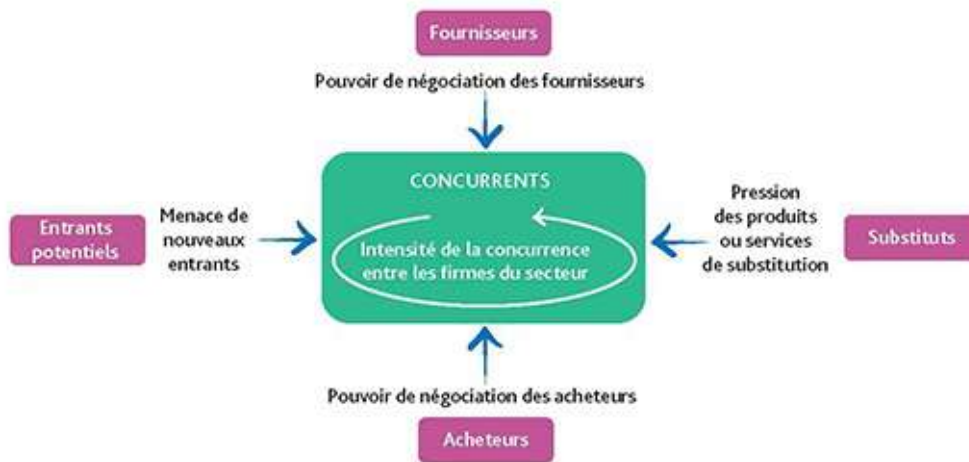 Fournisseurs
Pouvoir de négociation des fournisseurs
CONCURRENTS
Intensité de la concurrence
entre les firmes du secteur
Entrants
potentiels
Menace de
nouveaux
entrants
Pression
des produits
ou services
de substitution
Substituts
Pouvoir de négociation des acheteurs
Acheteurs